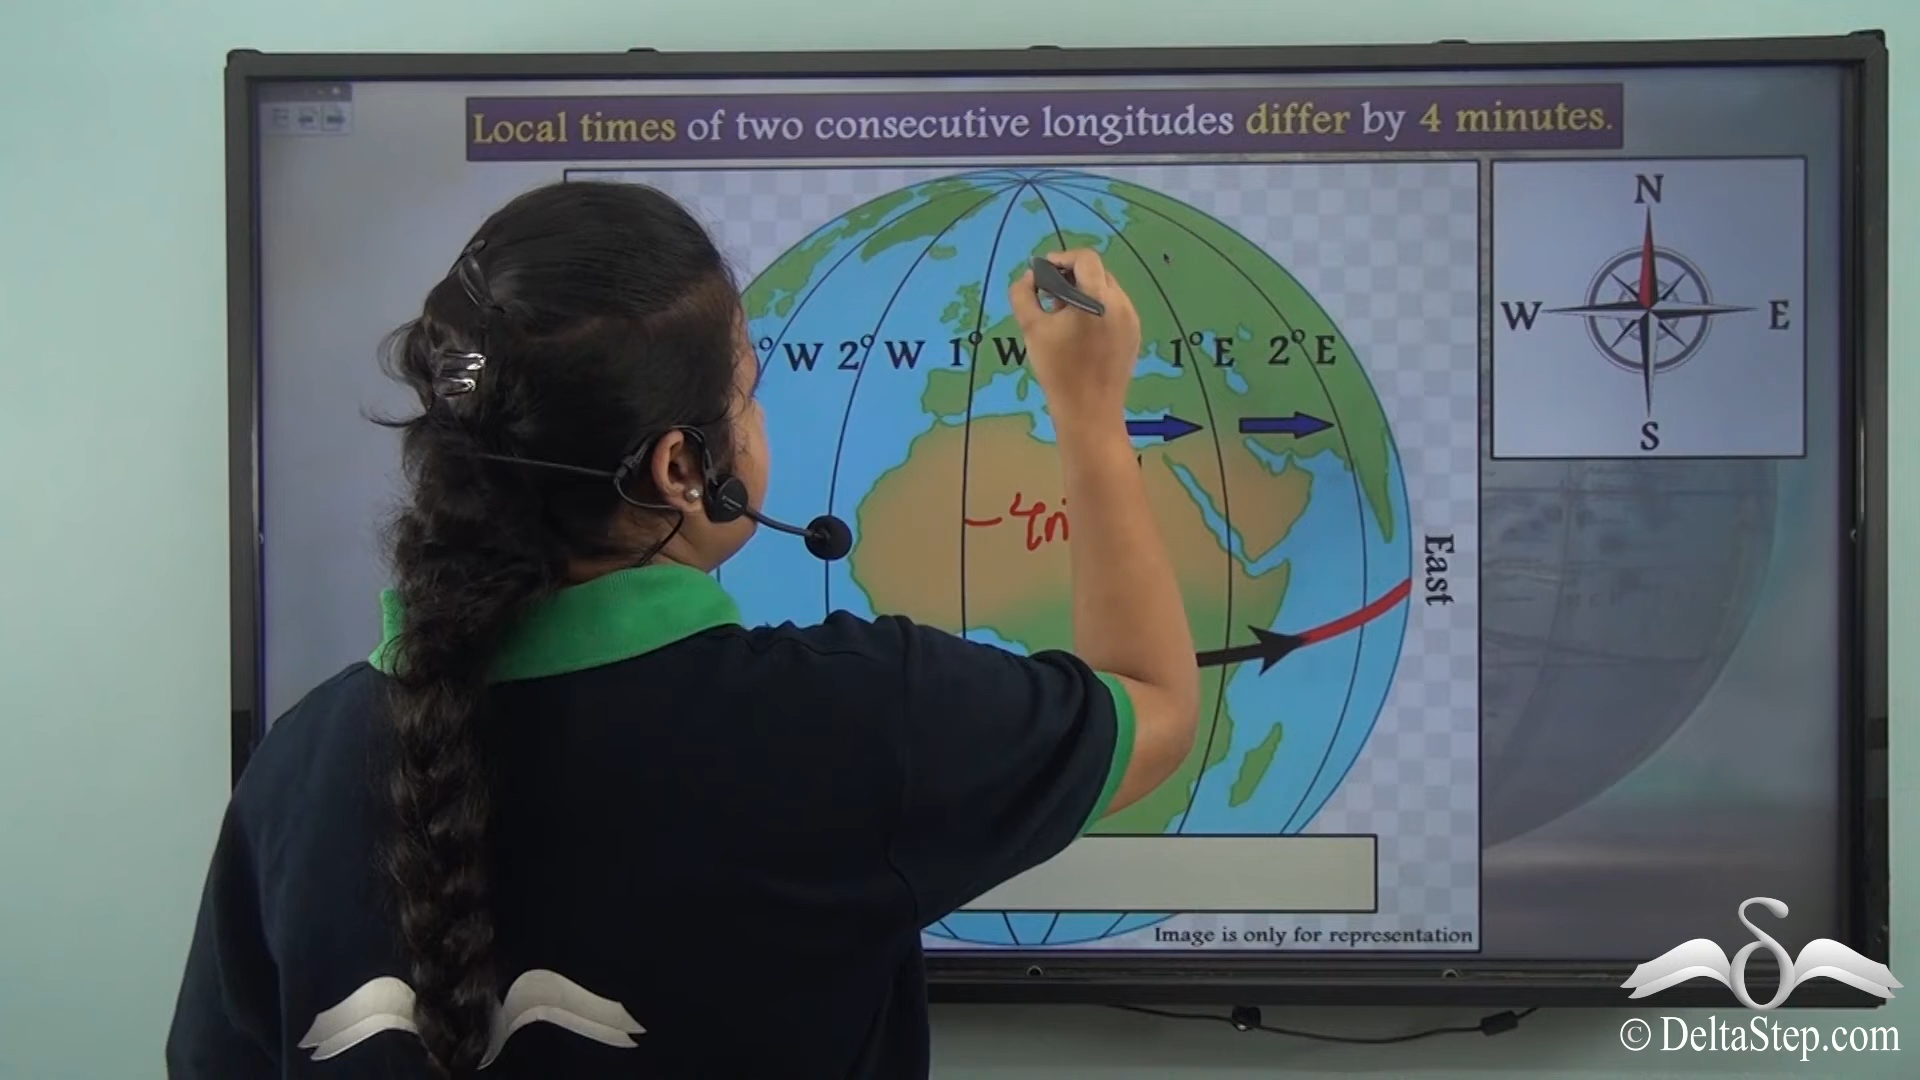 Local times of two consecutive longitudes differ by 4 minutes.
N
W E
S
° W 2° W 1° W 1° E 2° E
East
Image is only for representation
© DeltaStep.com